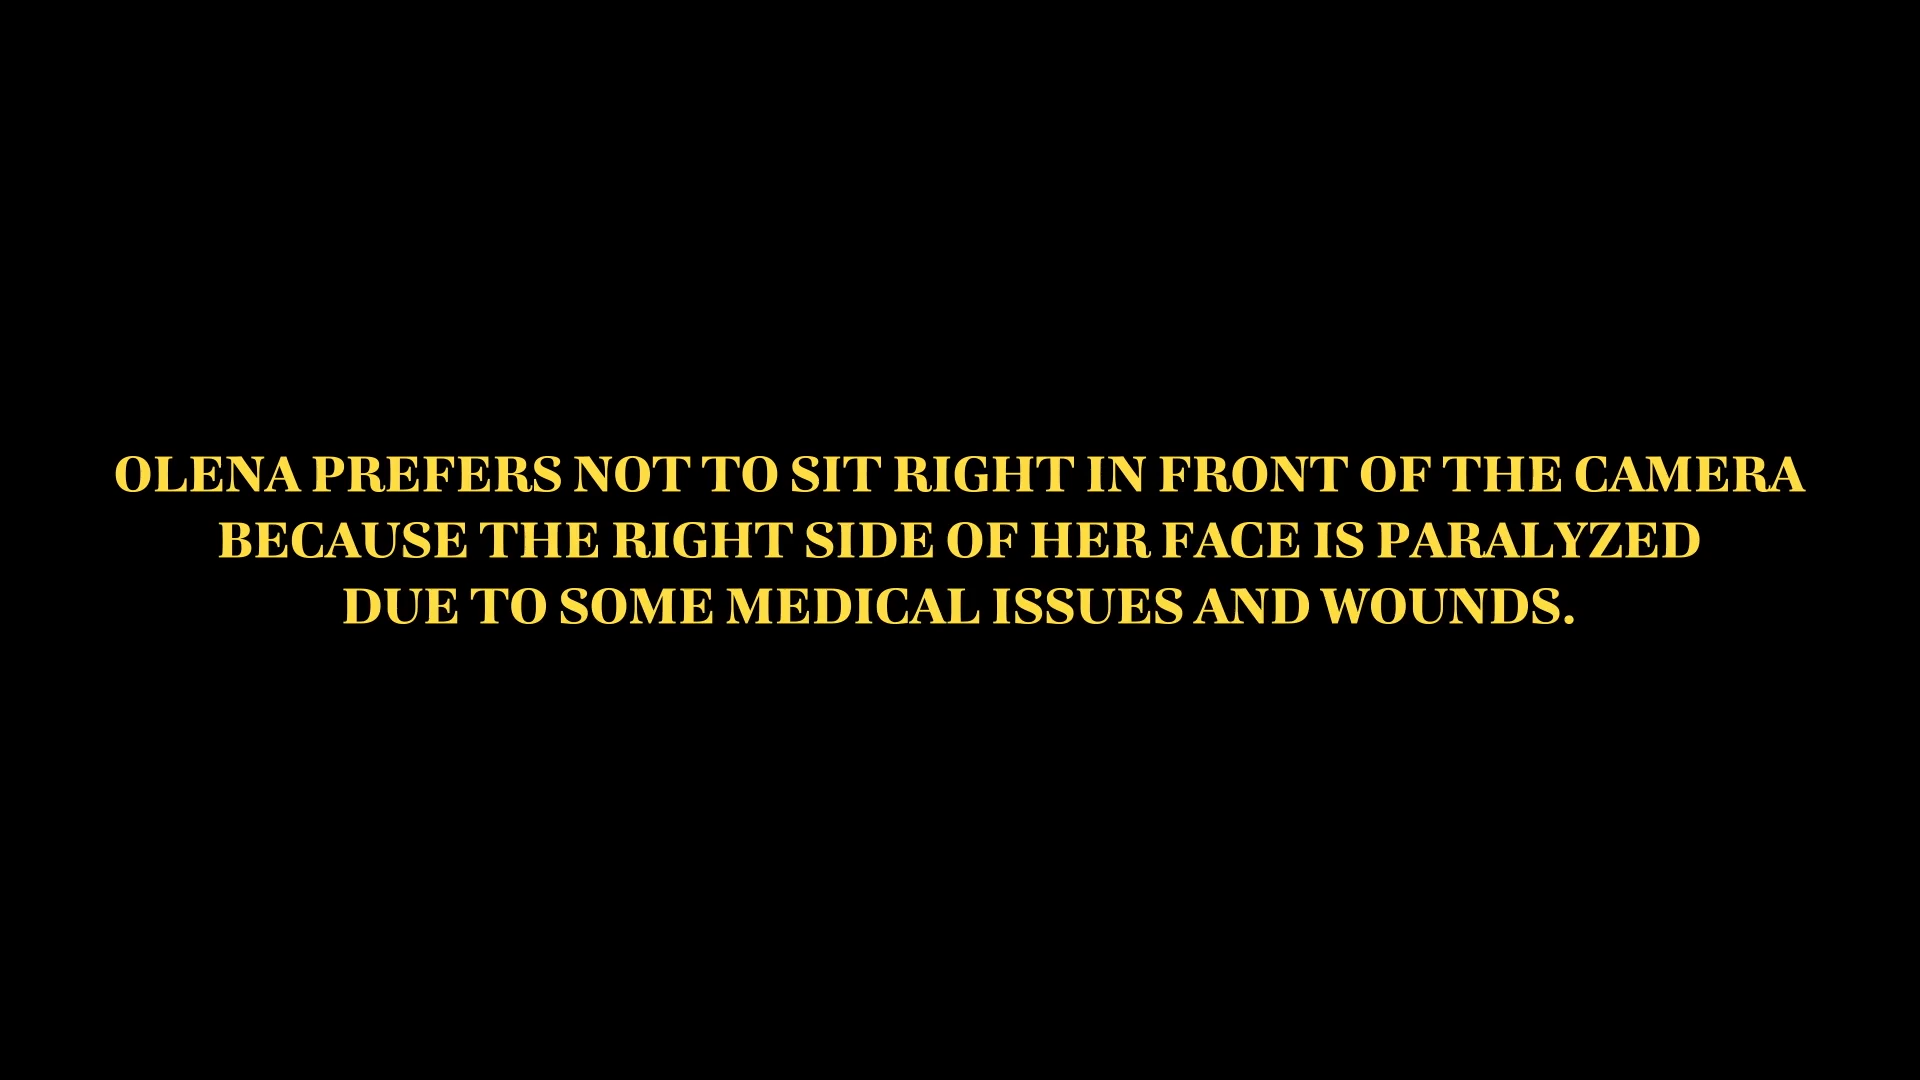 OLENA PREFERS NOT TO SIT RIGHT IN FRONT OF THE CAMERA
BECAUSE THE RIGHT SIDE OF HER FACE IS PARALYZED
DUE TO SOME MEDICAL ISSUES AND WOUNDS.